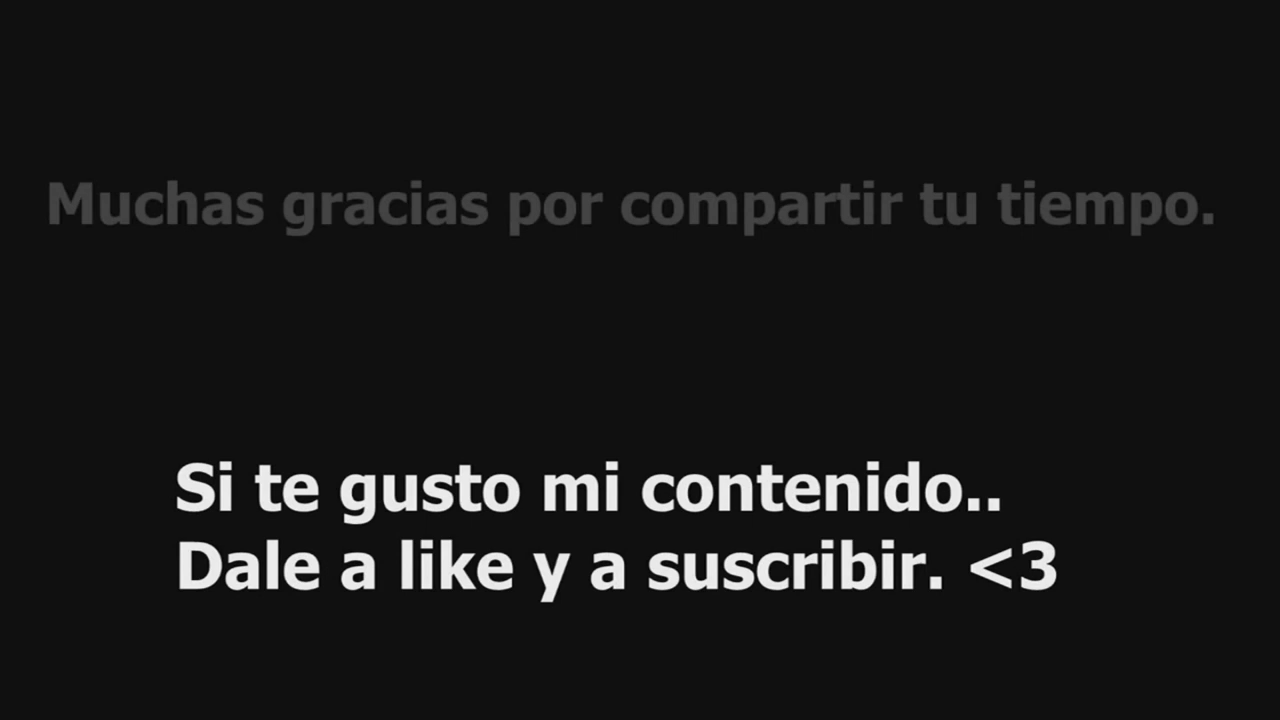 Muchas gracias por compartir tu tiempo.
Si te gusto mi contenido..
Dale a like y a suscribir. <3